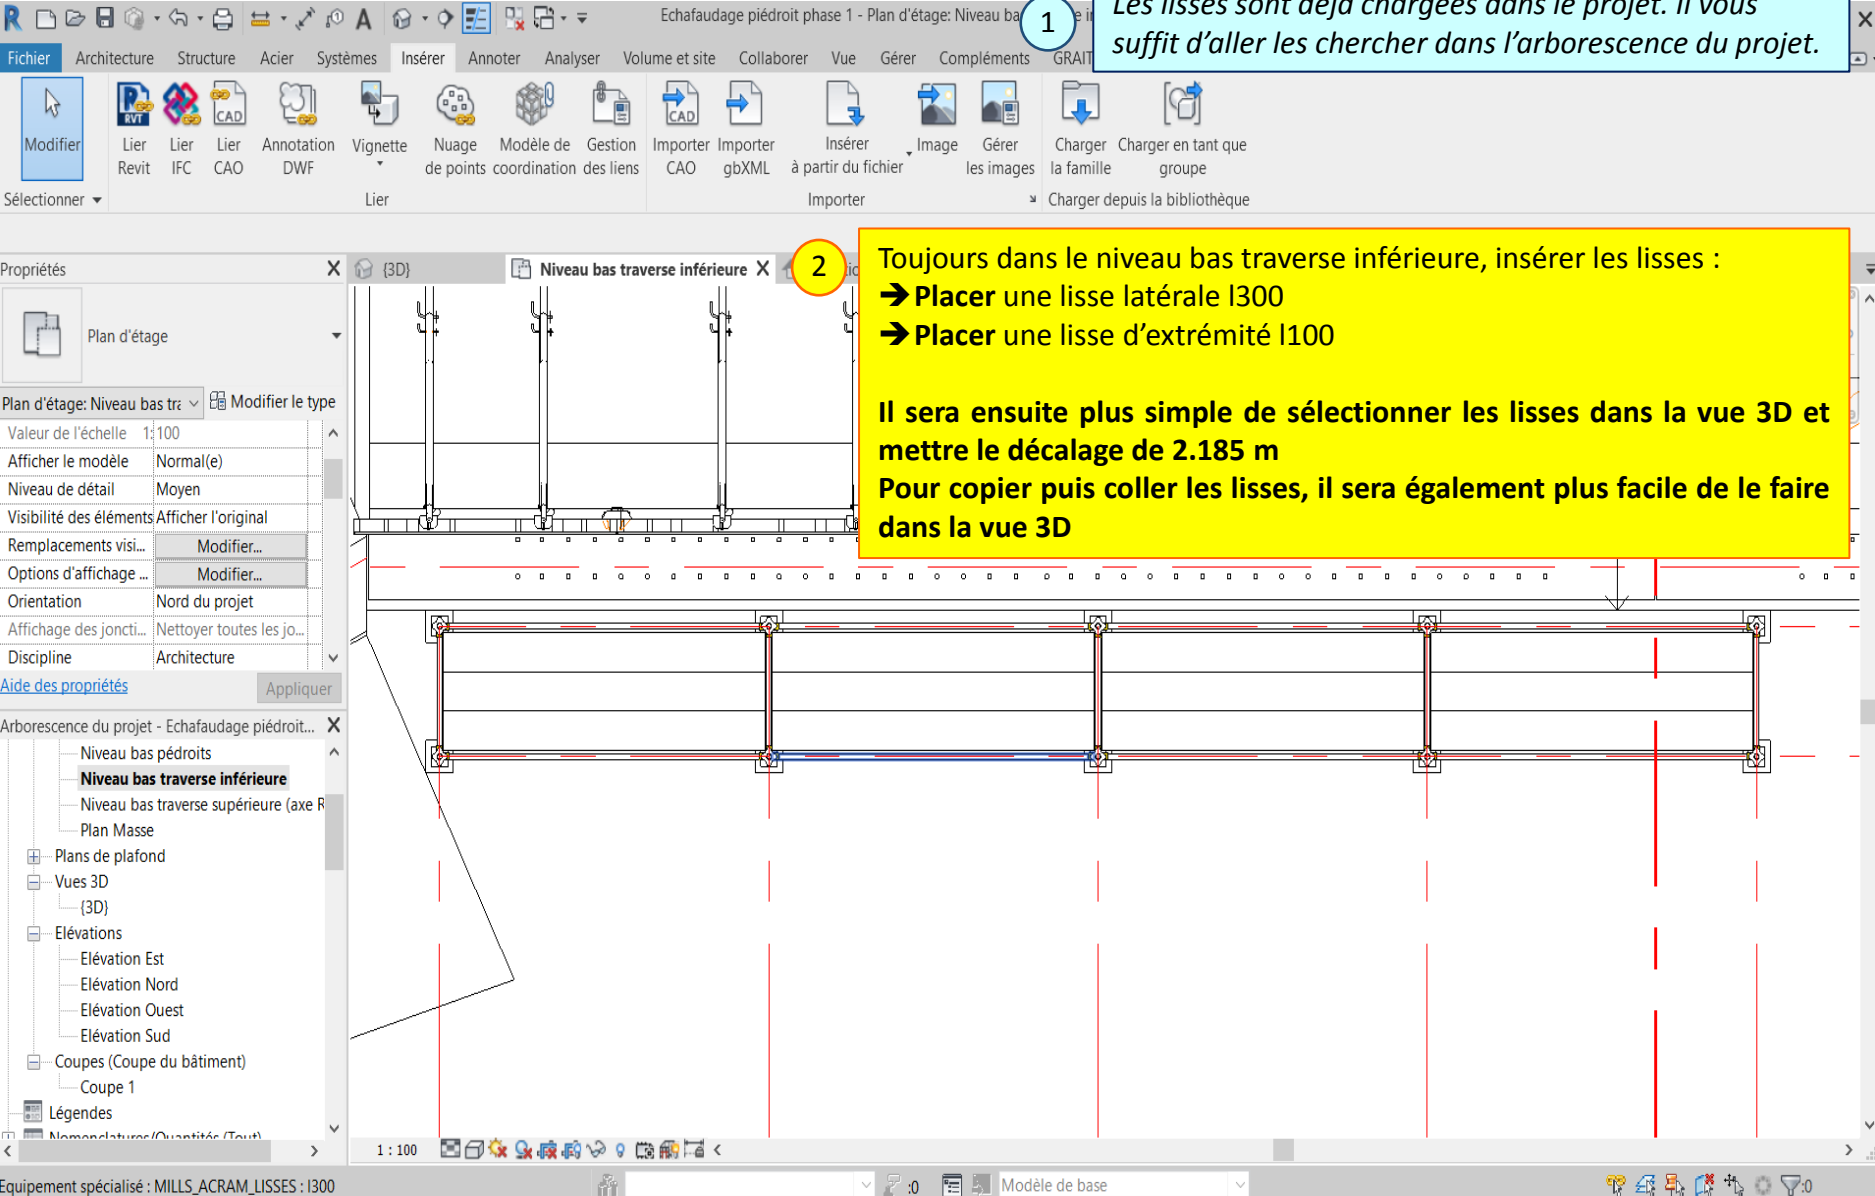 Echafaudage piédroit phase 1 - Plan d'étage: Niveau ba
1
Les lisses sont déjà chargées dans le projet. Il vous
suffit d'aller les chercher dans l'arborescence du projet.
Fichier Architecture Structure Acier Systèmes Insérer Annoter Analyser Volume et site Collaborer Vue Gérer Compléments GRAIT
Modifier
Lier Revit
Lier IFC
Lier CAO
Annotation DWF
Vignette
Nuage de points
Modèle de coordination
Gestion des liens
Importer CAO
Importer gbXML
Insérer à partir du fichier
Image
Gérer les images
Charger la famille
Charger en tant que groupe
Sélectionner
Lier
Importer
Charger depuis la bibliothèque
Propriétés X
{3D}
Niveau bas traverse inférieure X
2
Toujours dans le niveau bas traverse inférieure, insérer les lisses :
➔ Placer une lisse latérale l300
➔ Placer une lisse d'extrémité l100
Il sera ensuite plus simple de sélectionner les lisses dans la vue 3D et
mettre le décalage de 2.185 m
Pour copier puis coller les lisses, il sera également plus facile de le faire
dans la vue 3D
Plan d'étage
Plan d'étage: Niveau bas tra Modifier le type
Valeur de l'échelle 1: 100
Afficher le modèle Normal(e)
Niveau de détail Moyen
Visibilité des éléments Afficher l'original
Remplacements visi... Modifier...
Options d'affichage ... Modifier...
Orientation Nord du projet
Affichage des joncti... Nettoyer toutes les jo...
Discipline Architecture
Aide des propriétés Appliquer
Arborescence du projet - Echafaudage piédroit... X
Niveau bas pédroits
Niveau bas traverse inférieure
Niveau bas traverse supérieure (axe R
Plan Masse
Plans de plafond
Vues 3D
{3D}
Elévations
Elévation Est
Elévation Nord
Elévation Ouest
Elévation Sud
Coupes (Coupe du bâtiment)
Coupe 1
Légendes
Nomenclatures/Quantités (Tout)
1 : 100
Equipement spécialisé : MILLS_ACRAM_LISSES : l300
:0
Modèle de base
:0